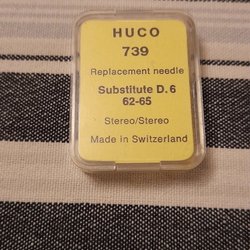 HUCO
739
Replacement needle
Substitute D.6
62-65
Stereo/Stereo
Made in Switzerland